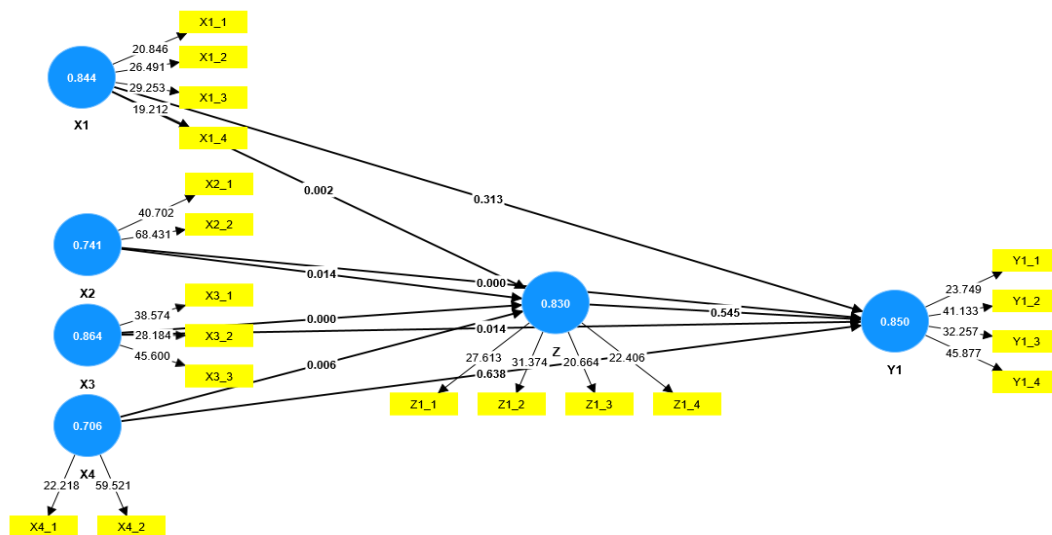 X1_1
20.846
X1_2
26.491
0.844
29.253
X1_3
19.212
X1
X1_4
0.002
0.313
X2_1
40.702
X2_2
68.431
0.741
0.014
0.000
X2
X3_1
38.574
0.000
0.864
28.184
X3_2
45.600
X3_3
X3
0.006
0.830
0.545
0.014
Z
0.638
27.613
31.374
20.664
22.406
Z1_1
Z1_2
Z1_3
Z1_4
0.850
Y1
Y1_1
23.749
Y1_2
41.133
32.257
Y1_3
45.877
Y1_4
0.706
X4
22.218
59.521
X4_1
X4_2